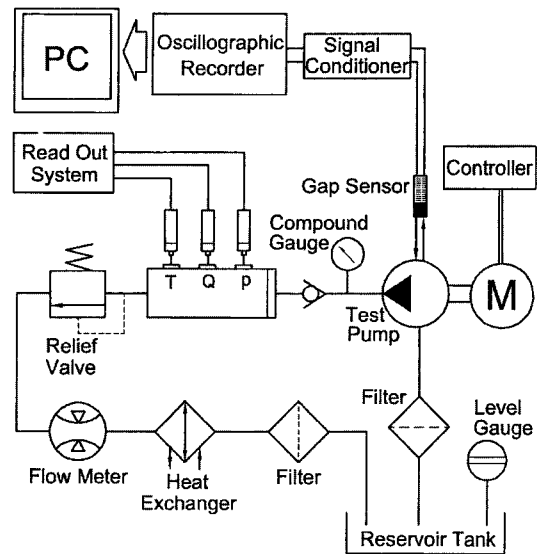 PC
Oscillographic
Recorder
Signal
Conditioner
Read Out
System
Gap Sensor
Controller
Compound
Gauge
T Q p
M
Test
Pump
Relief
Valve
Filter
Level
Gauge
Flow Meter
Heat
Exchanger
Filter
Reservoir Tank